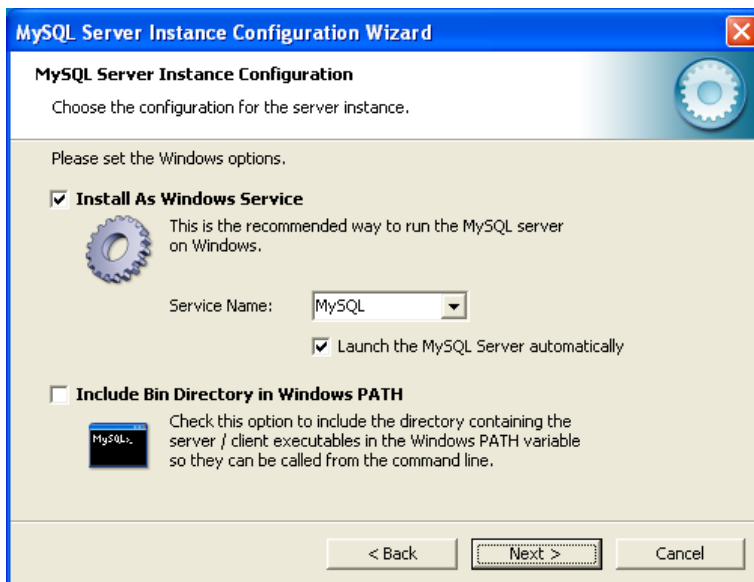 MySQL Server Instance Configuration Wizard
MySQL Server Instance Configuration
Choose the configuration for the server instance.
Please set the Windows options.
Install As Windows Service
This is the recommended way to run the MySQL server
on Windows.
Service Name:
MySQL
Launch the MySQL Server automatically
Include Bin Directory in Windows PATH
MySQL>_
Check this option to include the directory containing the
server / client executables in the Windows PATH variable
so they can be called from the command line.
< Back
Next >
Cancel